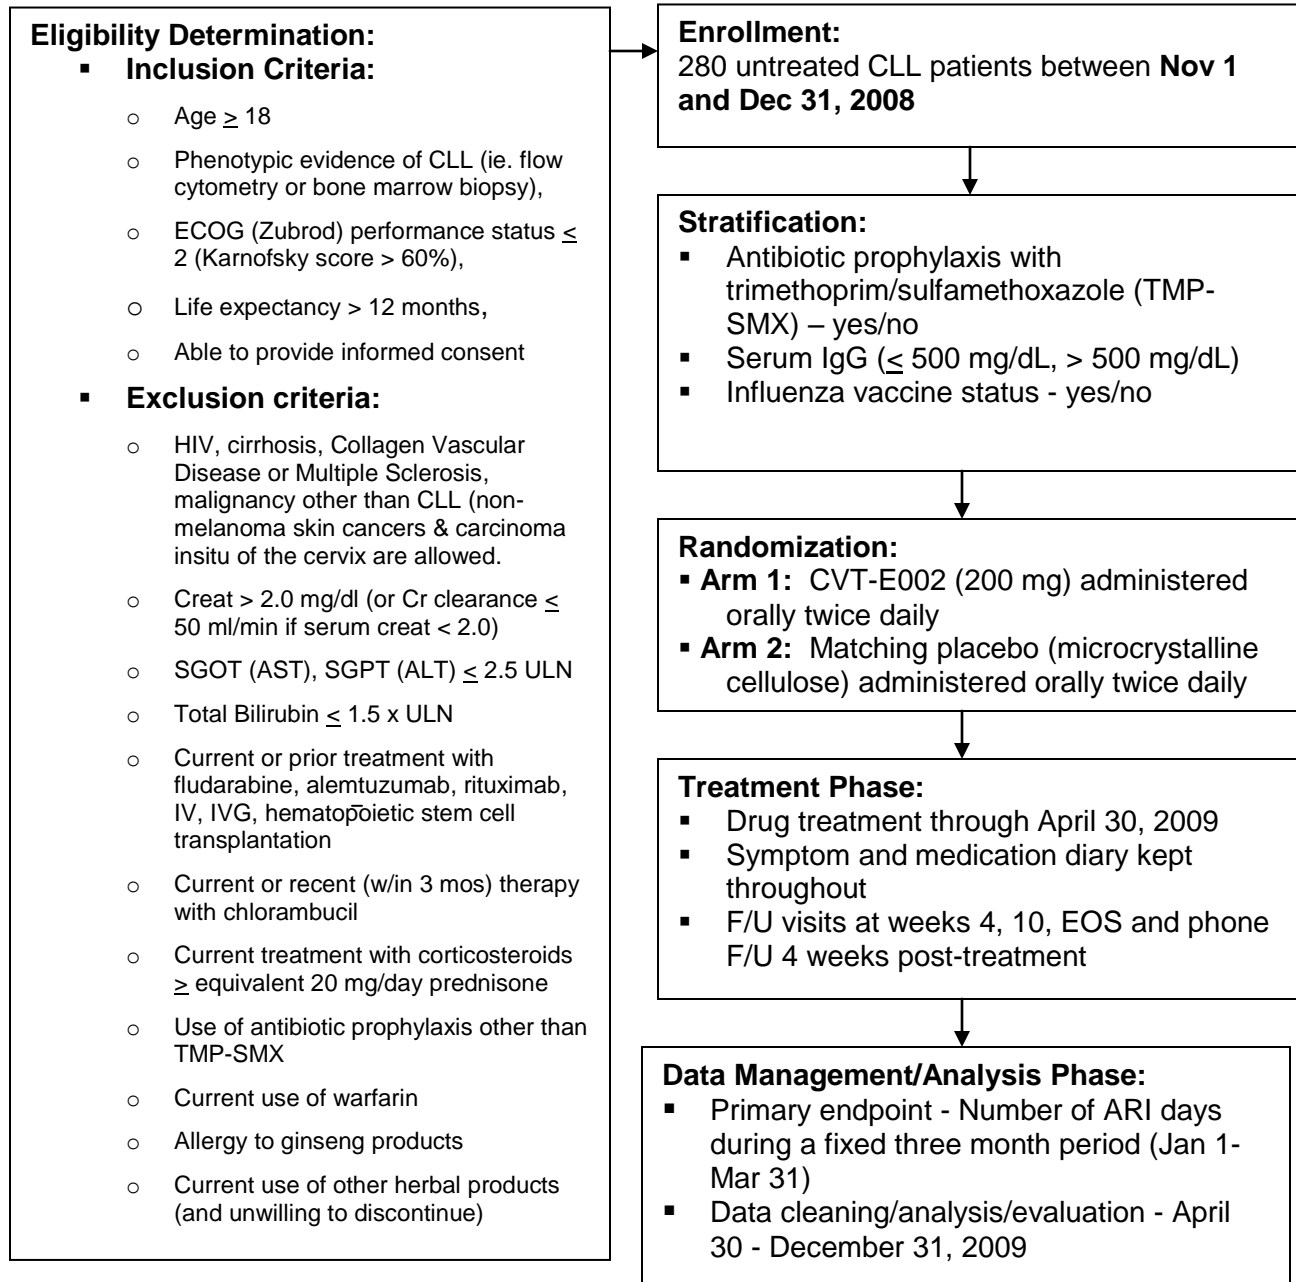 Eligibility Determination:
▪ Inclusion Criteria:
o Age ≥ 18
o Phenotypic evidence of CLL (ie. flow
cytometry or bone marrow biopsy),
o ECOG (Zubrod) performance status ≤
2 (Karnofsky score > 60%),
o Life expectancy > 12 months,
o Able to provide informed consent
▪ Exclusion criteria:
o HIV, cirrhosis, Collagen Vascular
Disease or Multiple Sclerosis,
malignancy other than CLL (non-
melanoma skin cancers & carcinoma
insitu of the cervix are allowed.
o Creat > 2.0 mg/dl (or Cr clearance ≤
50 ml/min if serum creat < 2.0)
o SGOT (AST), SGPT (ALT) ≤ 2.5 ULN
o Total Bilirubin ≤ 1.5 x ULN
o Current or prior treatment with
fludarabine, alemtuzumab, rituximab,
IV, IVG, hematopoietic stem cell
transplantation
o Current or recent (w/in 3 mos) therapy
with chlorambucil
o Current treatment with corticosteroids
≥ equivalent 20 mg/day prednisone
o Use of antibiotic prophylaxis other than
TMP-SMX
o Current use of warfarin
o Allergy to ginseng products
o Current use of other herbal products
(and unwilling to discontinue)
Enrollment:
280 untreated CLL patients between Nov 1
and Dec 31, 2008
Stratification:
▪ Antibiotic prophylaxis with
trimethoprim/sulfamethoxazole (TMP-
SMX) – yes/no
▪ Serum IgG (≤ 500 mg/dL, > 500 mg/dL)
▪ Influenza vaccine status - yes/no
Randomization:
▪ Arm 1: CVT-E002 (200 mg) administered
orally twice daily
▪ Arm 2: Matching placebo (microcrystalline
cellulose) administered orally twice daily
Treatment Phase:
▪ Drug treatment through April 30, 2009
▪ Symptom and medication diary kept
throughout
▪ F/U visits at weeks 4, 10, EOS and phone
F/U 4 weeks post-treatment
Data Management/Analysis Phase:
▪ Primary endpoint - Number of ARI days
during a fixed three month period (Jan 1-
Mar 31)
▪ Data cleaning/analysis/evaluation - April
30 - December 31, 2009